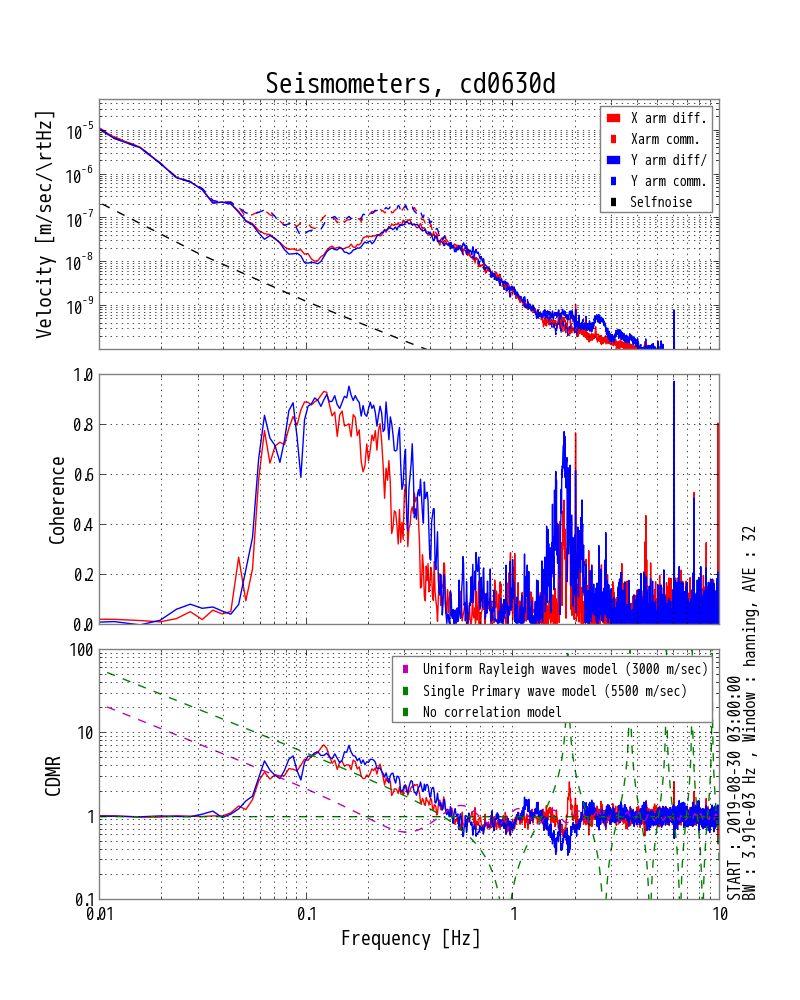 Seismometers, cd0630d
Velocity [m/sec/\rtHz]
10^-5
10^-6
10^-7
10^-8
10^-9
X arm diff.
Xarm comm.
Y arm diff/
Y arm comm.
Selfnoise
Coherence
1.0
0.8
0.6
0.4
0.2
0.0
CDMR
100
10
1
0.1
Uniform Rayleigh waves model (3000 m/sec)
Single Primary wave model (5500 m/sec)
No correlation model
0.01
0.1
1
10
Frequency [Hz]
START : 2019-08-30 03:00:00
BW : 3.91e-03 Hz , Window : hanning, AVE : 32